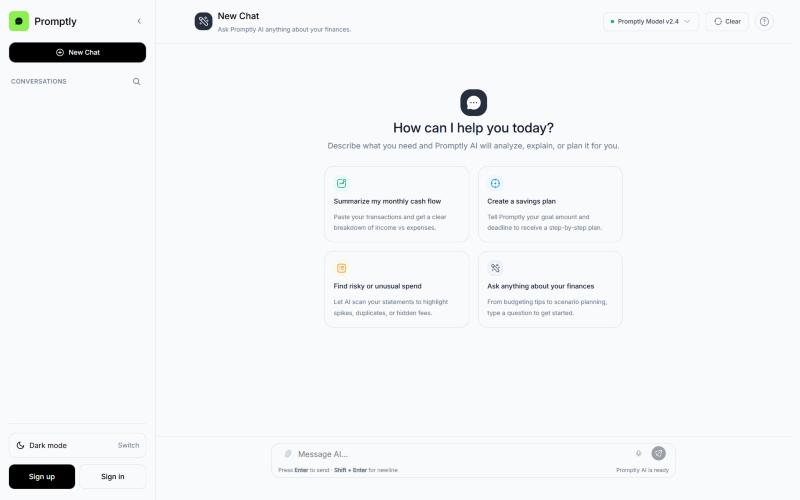 Promptly
New Chat
CONVERSATIONS
Dark mode
Switch
Sign up
Sign in
New Chat
Ask Promptly AI anything about your finances.
Promptly Model v2.4
Clear
How can I help you today?
Describe what you need and Promptly AI will analyze, explain, or plan it for you.
Summarize my monthly cash flow
Paste your transactions and get a clear
breakdown of income vs expenses.
Create a savings plan
Tell Promptly your goal amount and
deadline to receive a step-by-step plan.
Find risky or unusual spend
Let AI scan your statements to highlight
spikes, duplicates, or hidden fees.
Ask anything about your finances
From budgeting tips to scenario planning,
type a question to get started.
Message AI...
Press Enter to send · Shift + Enter for newline
Promptly AI is ready